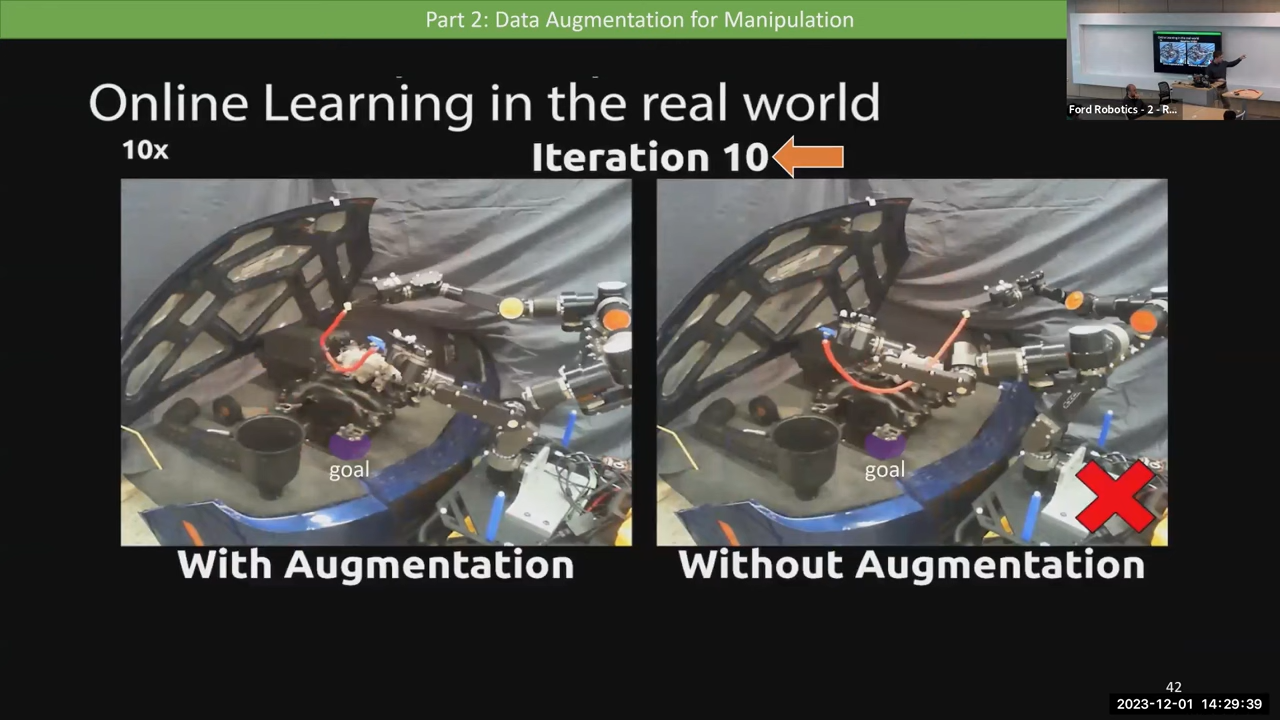 Part 2: Data Augmentation for Manipulation
Ford Robotics - 2 - R...
Online Learning in the real world
10x
Iteration 10
goal
goal
With Augmentation
Without Augmentation
42
2023-12-01 14:29:39